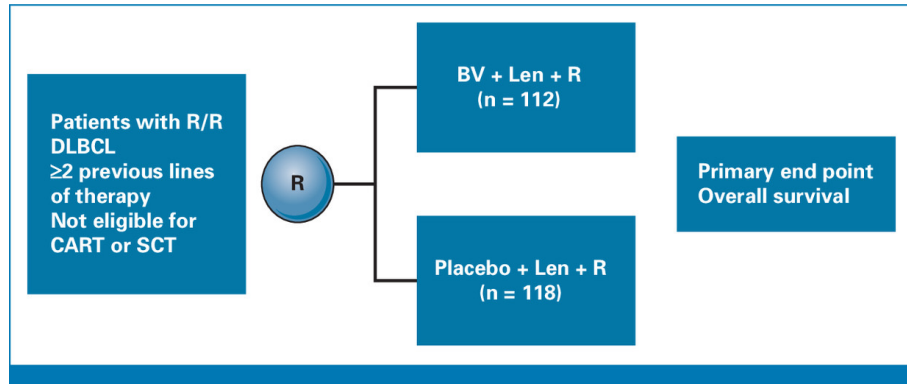 Patients with R/R
DLBCL
≥2 previous lines
of therapy
Not eligible for
CART or SCT
R
BV + Len + R
(n = 112)
Placebo + Len + R
(n = 118)
Primary end point
Overall survival